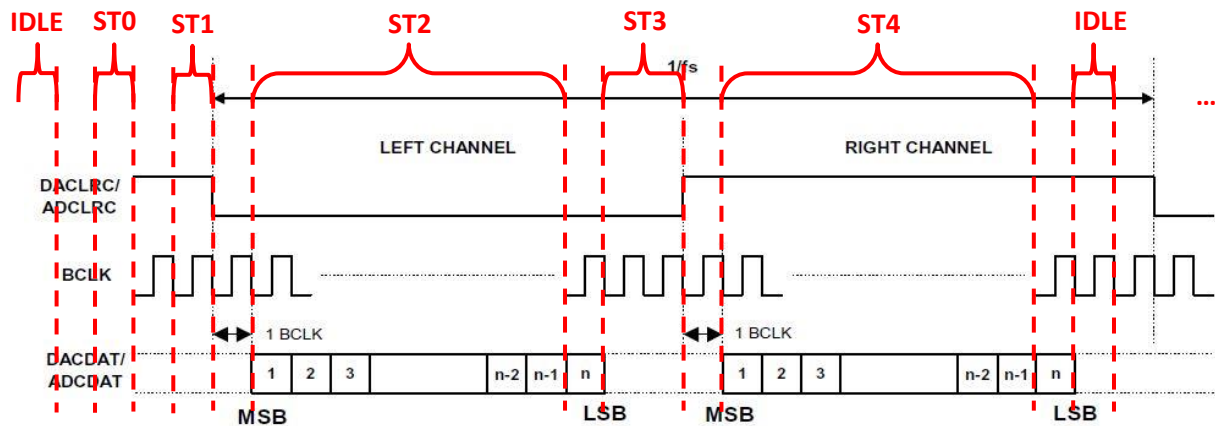 IDLE ST0 ST1 ST2 ST3 ST4 IDLE
1/fs
...
LEFT CHANNEL RIGHT CHANNEL
DACLRC/
ADCLRC
BCLK
1 BCLK 1 BCLK
DACDAT/
ADCDAT
1 2 3 n-2 n-1 n 1 2 3 n-2 n-1 n
MSB LSB MSB LSB